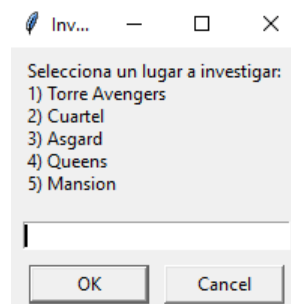 Inv...
Selecciona un lugar a investigar:
1) Torre Avengers
2) Cuartel
3) Asgard
4) Queens
5) Mansion
OK
Cancel